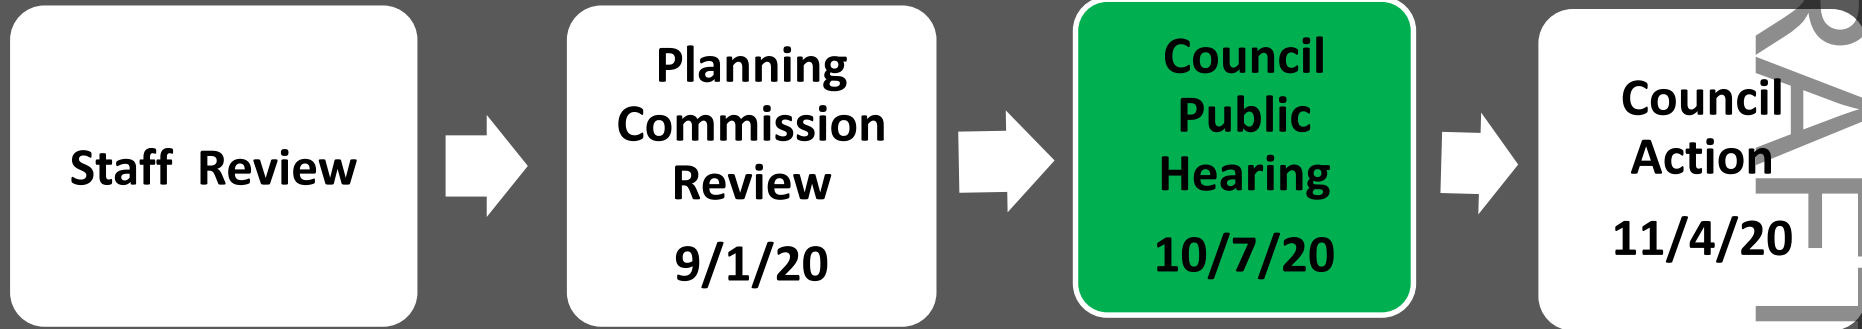 Staff Review
Planning
Commission
Review
9/1/20
Council
Public
Hearing
10/7/20
Council
Action
11/4/20
RAFT